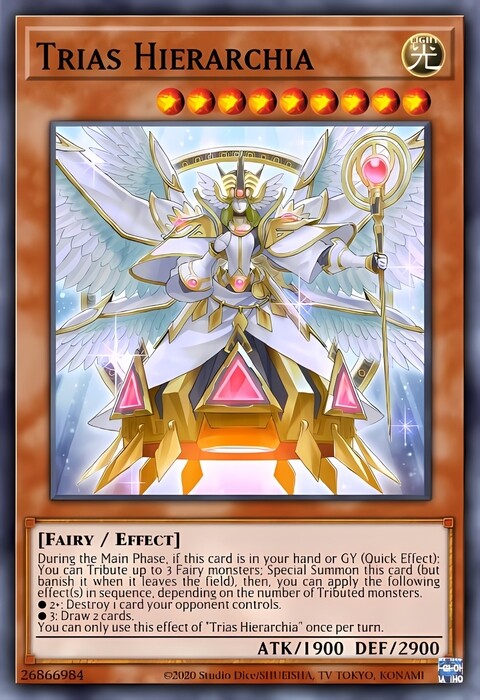 TRIAS HIERARCHIA
LIGHT
光
[FAIRY / EFFECT]
During the Main Phase, if this card is in your hand or GY (Quick Effect):
You can Tribute up to 3 Fairy monsters; Special Summon this card (but
banish it when it leaves the field), then, you can apply the following
effect(s) in sequence, depending on the number of Tributed monsters.
● 2+: Destroy 1 card your opponent controls.
● 3: Draw 2 cards.
You can only use this effect of "Trias Hierarchia" once per turn.
ATK/1900 DEF/2900
26866984 ©2020 Studio Dice/SHUEISHA, TV TOKYO, KONAMI